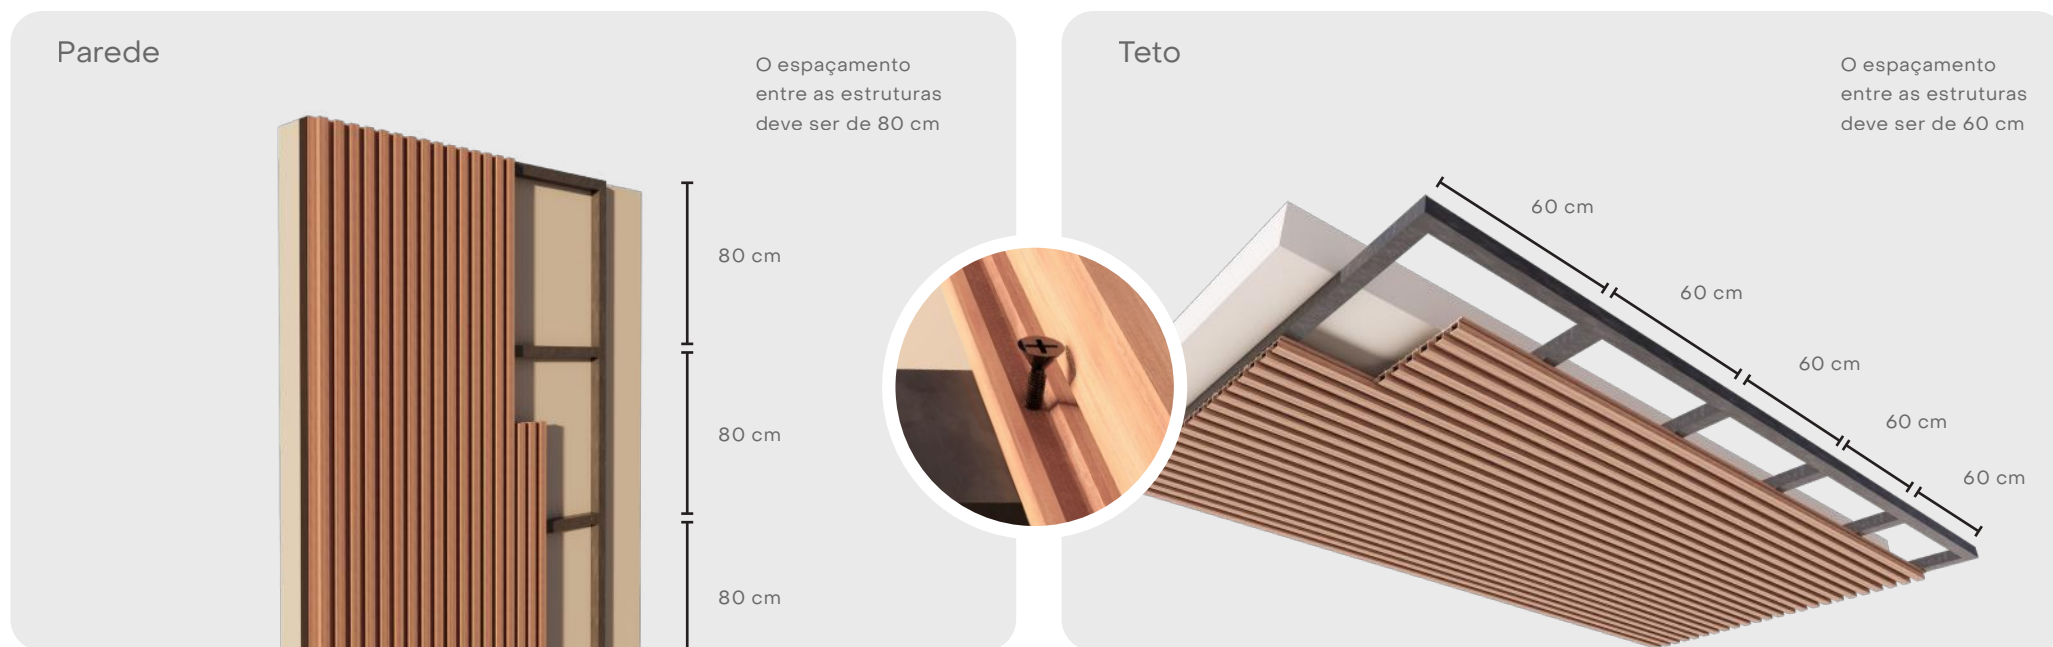 Parede
O espaçamento
entre as estruturas
deve ser de 80 cm
80 cm
80 cm
80 cm
Teto
O espaçamento
entre as estruturas
deve ser de 60 cm
60 cm
60 cm
60 cm
60 cm
60 cm